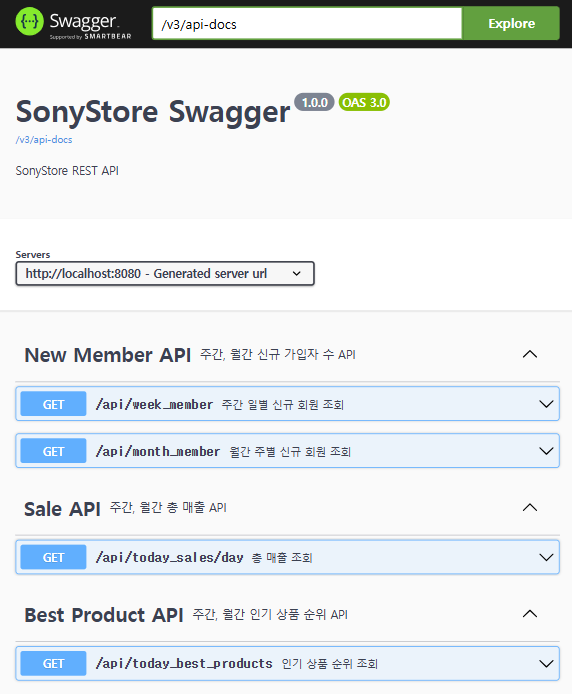 Swagger
Supported by SMARTBEAR
/v3/api-docs
Explore
SonyStore Swagger 1.0.0 OAS 3.0
/v3/api-docs
SonyStore REST API
Servers
http://localhost:8080 - Generated server url
New Member API 주간, 월간 신규 가입자 수 API
GET /api/week_member 주간 일별 신규 회원 조회
GET /api/month_member 월간 주별 신규 회원 조회
Sale API 주간, 월간 총 매출 API
GET /api/today_sales/day 총 매출 조회
Best Product API 주간, 월간 인기 상품 순위 API
GET /api/today_best_products 인기 상품 순위 조회